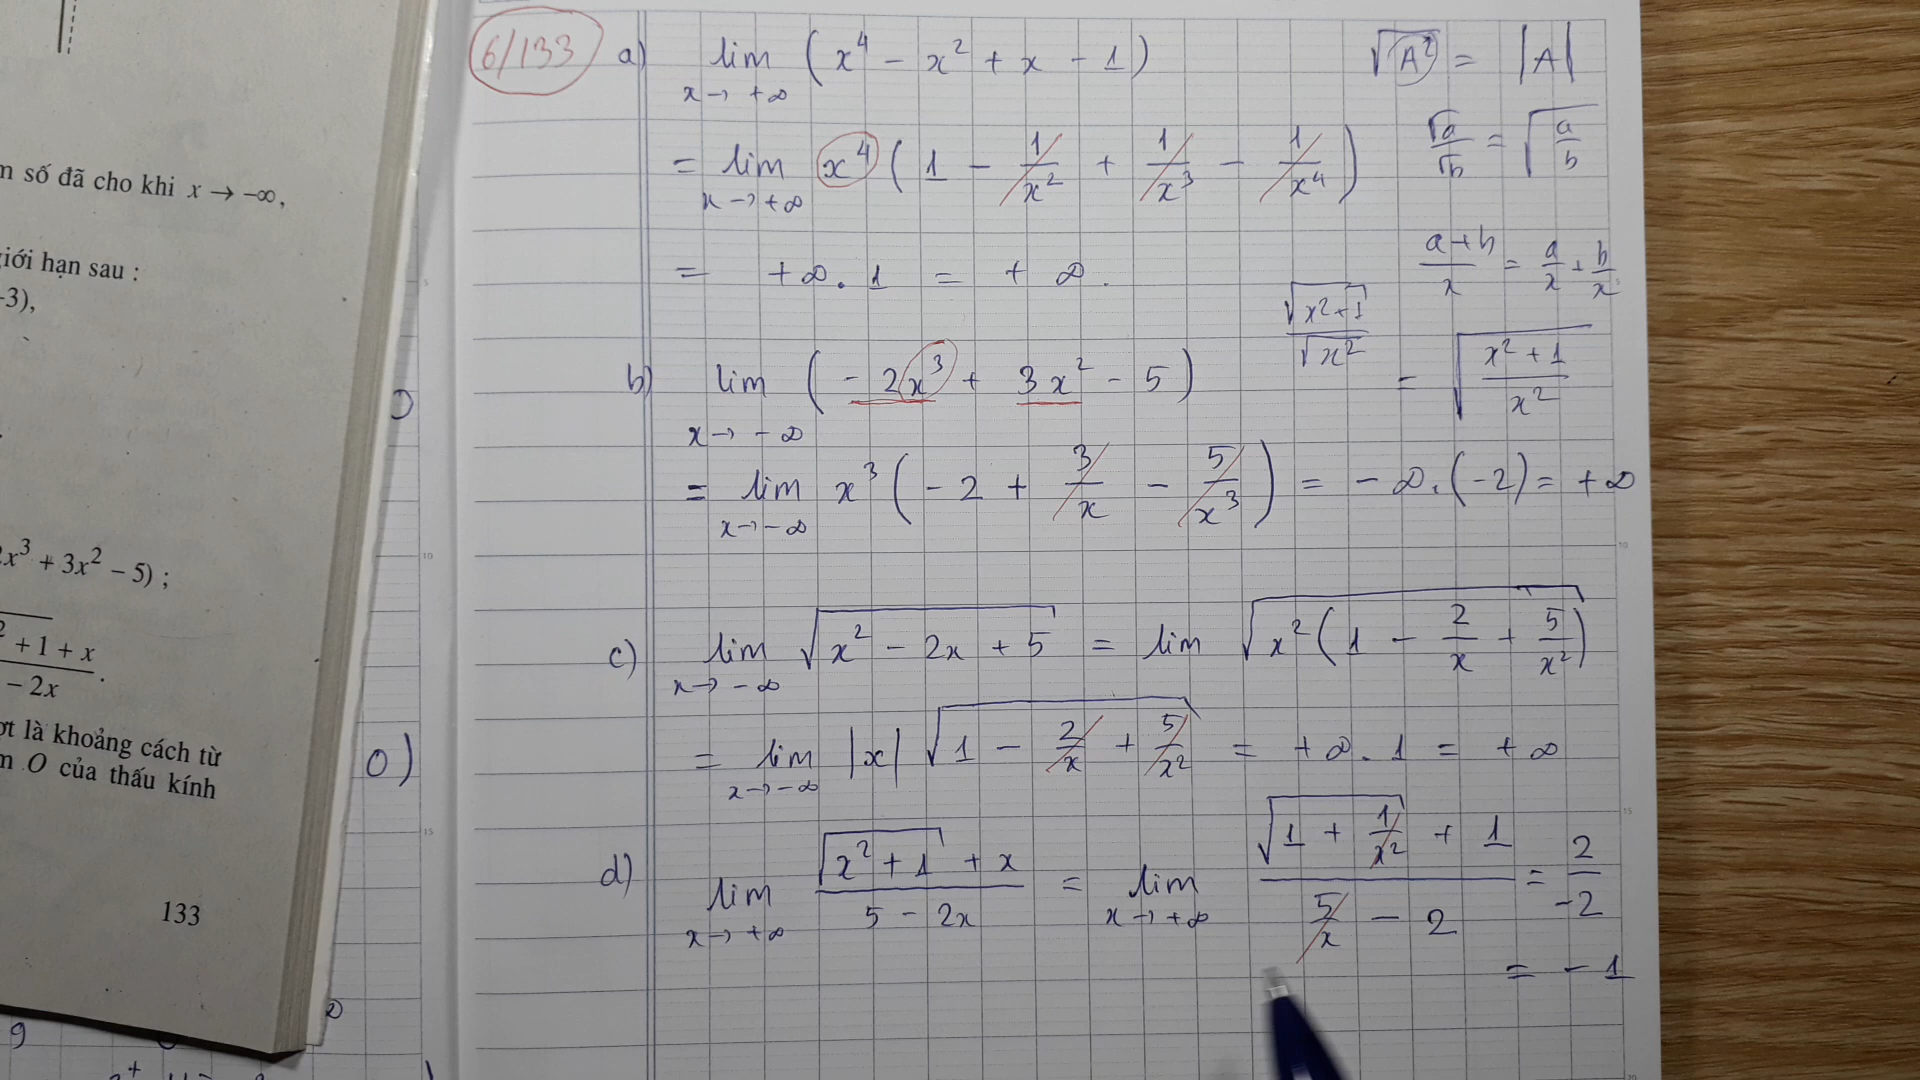 n số đã cho khi x → -∞,
giới hạn sau :
-3),
x³ + 3x² - 5) ;
² + 1 + x
- 2x
.
ợt là khoảng cách từ
m O của thấu kính
133
0)
9
6/133
a) lim (x⁴ - x² + x - 1)
x → +∞
= lim x⁴ (1 - 1/x² + 1/x³ - 1/x⁴)
x → +∞
= +∞ . 1 = +∞.
√A² = |A|
√a/√b = √(a/b)
(a+b)/x = a/x + b/x
√(x²+1)/√x² = √((x²+1)/x²)
b) lim (-2x³ + 3x² - 5)
x → -∞
= lim x³ (-2 + 3/x - 5/x³) = -∞.(-2) = +∞
x → -∞
c) lim √(x² - 2x + 5) = lim √(x²(1 - 2/x + 5/x²))
x → -∞
= lim |x| √(1 - 2/x + 5/x²) = +∞ . 1 = +∞
x → -∞
d) lim (√(x² + 1) + x)/(5 - 2x) = lim (√(1 + 1/x²) + 1)/(5/x - 2) = 2/-2
x → +∞ x → +∞
= -1